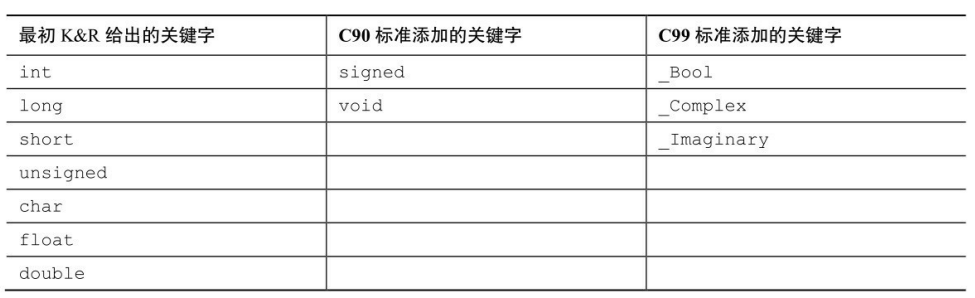 最初 K&R 给出的关键字 C90 标准添加的关键字 C99 标准添加的关键字
int signed _Bool
long void _Complex
short _Imaginary
unsigned
char
float
double